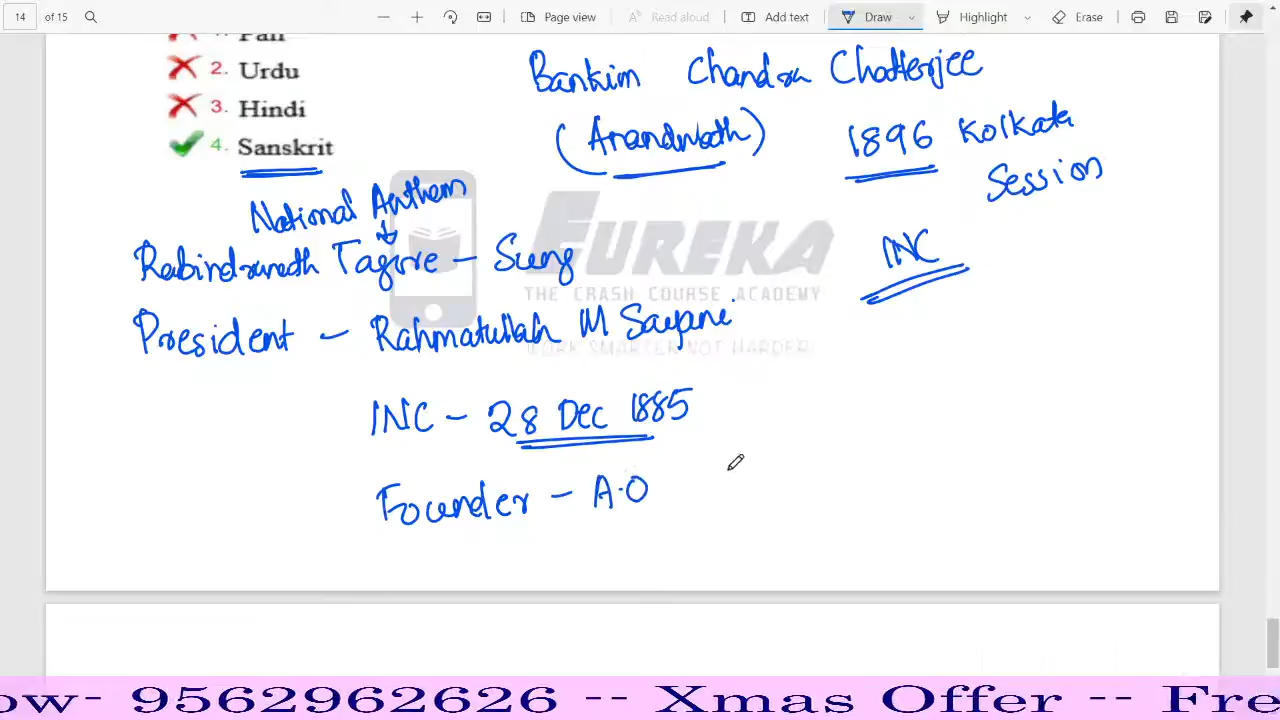 14 of 15 Page view Read aloud Add text Draw Highlight Erase
1. Pali
2. Urdu
3. Hindi
4. Sanskrit
Bankim Chandra Chatterjee
(Anandmath) 1896 Kolkata
Session
National Anthem
Rabindranath Tagore - Sung
INC
EUREKA
THE CRASH COURSE ACADEMY
WORK SMARTER NOT HARDER
President - Rahmatullah M Sayani
INC - 28 Dec 1885
Founder - A.O
ow- 9562962626 -- Xmas Offer -- Fre